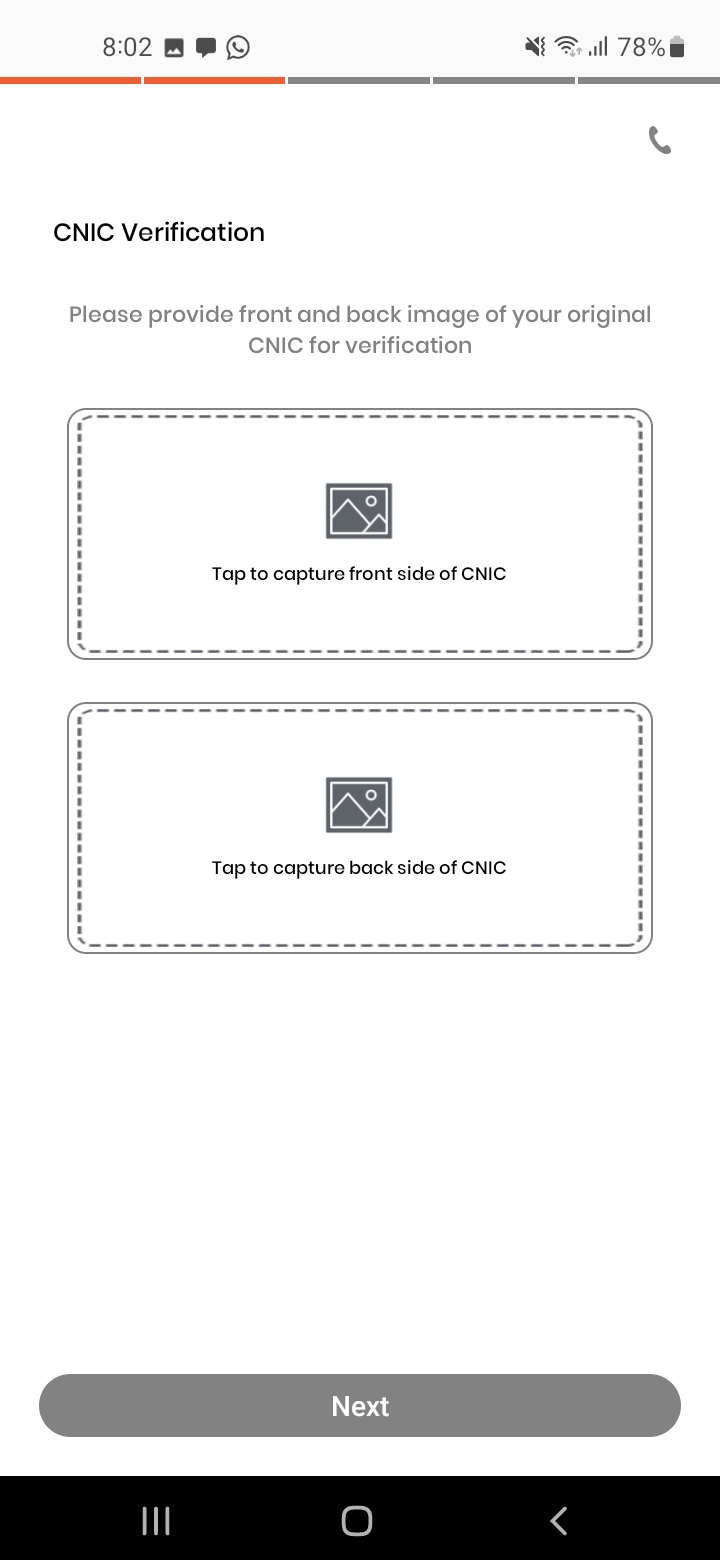 8:02
78%
CNIC Verification
Please provide front and back image of your original
CNIC for verification
Tap to capture front side of CNIC
Tap to capture back side of CNIC
Next